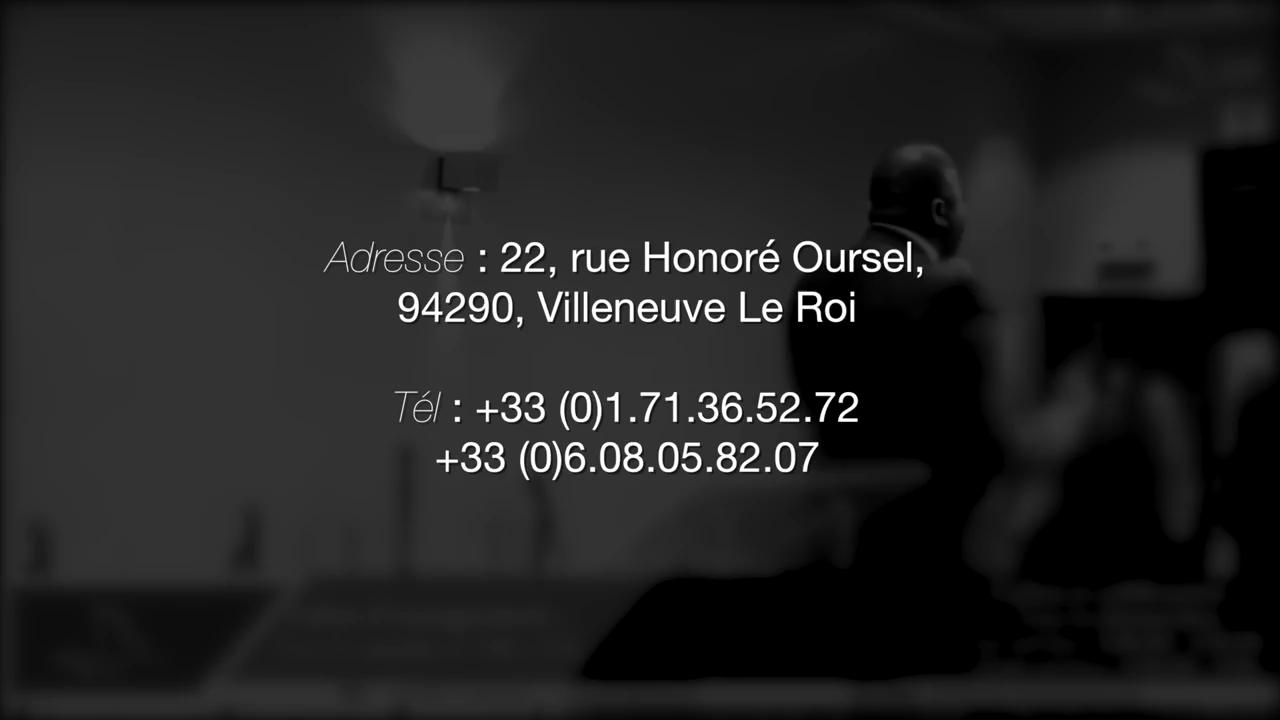 Adresse : 22, rue Honoré Oursel,
94290, Villeneuve Le Roi
Tél : +33 (0)1.71.36.52.72
+33 (0)6.08.05.82.07